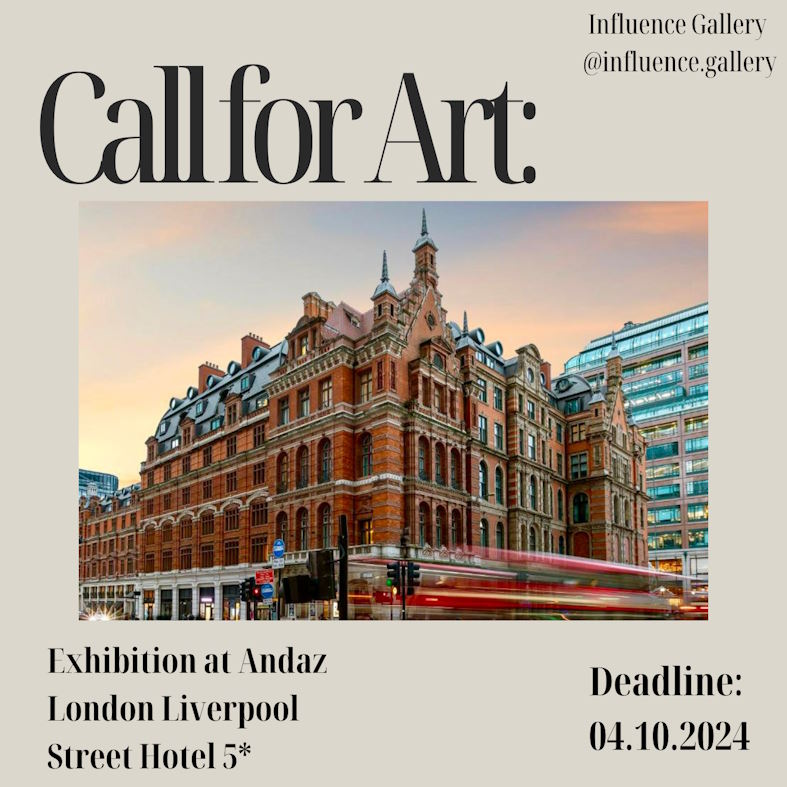 Influence Gallery
@influence.gallery
Call for Art:
Exhibition at Andaz
London Liverpool
Street Hotel 5*
Deadline:
04.10.2024